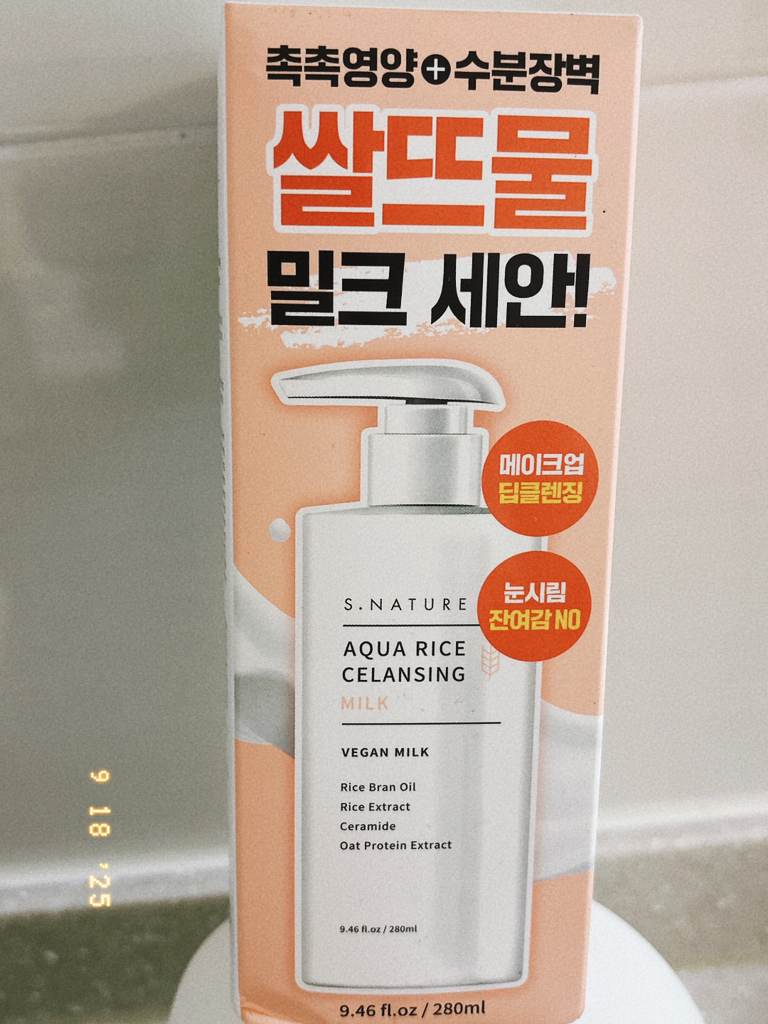 촉촉영양+수분장벽
쌀뜨물
밀크 세안!
메이크업
딥클렌징
눈시림
잔여감 NO
S.NATURE
AQUA RICE
CELANSING
MILK
VEGAN MILK
Rice Bran Oil
Rice Extract
Ceramide
Oat Protein Extract
9.46 fl.oz / 280ml
9.46 fl.oz / 280ml
9 18 '25